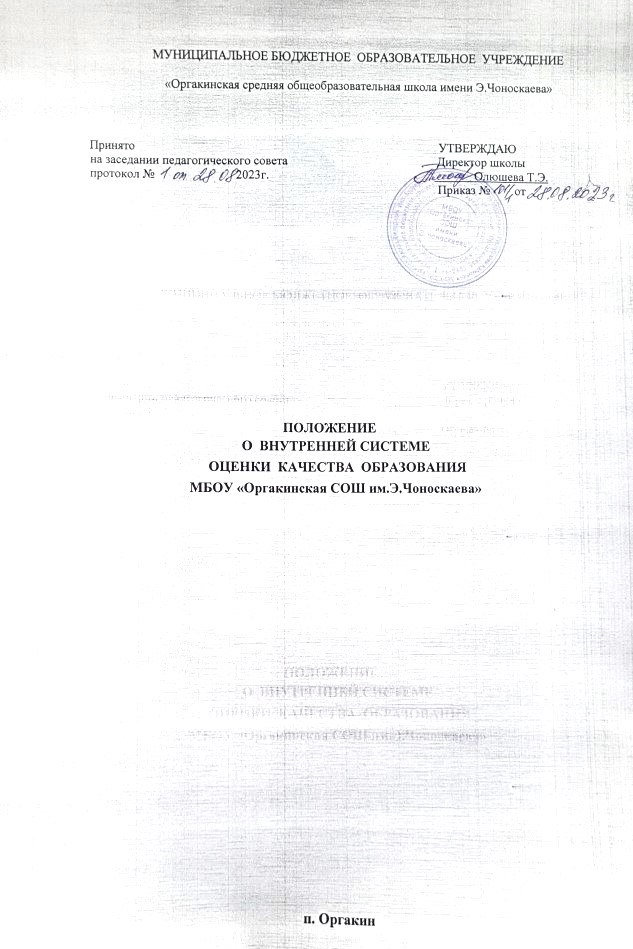 МУНИЦИПАЛЬНОЕ БЮДЖЕТНОЕ ОБРАЗОВАТЕЛЬНОЕ УЧРЕЖДЕНИЕ
«Оргакинская средняя общеобразовательная школа имени Э.Чоноскаева»
Принято
на заседании педагогического совета
протокол № 1 от 28.08 2023г.
УТВЕРЖДАЮ
Директор школы
Олюшева Т.Э.
Приказ № от 28.08.2023г
ПОЛОЖЕНИЕ
О ВНУТРЕННЕЙ СИСТЕМЕ
ОЦЕНКИ КАЧЕСТВА ОБРАЗОВАНИЯ
МБОУ «Оргакинская СОШ им.Э.Чоноскаева»
п. Оргакин